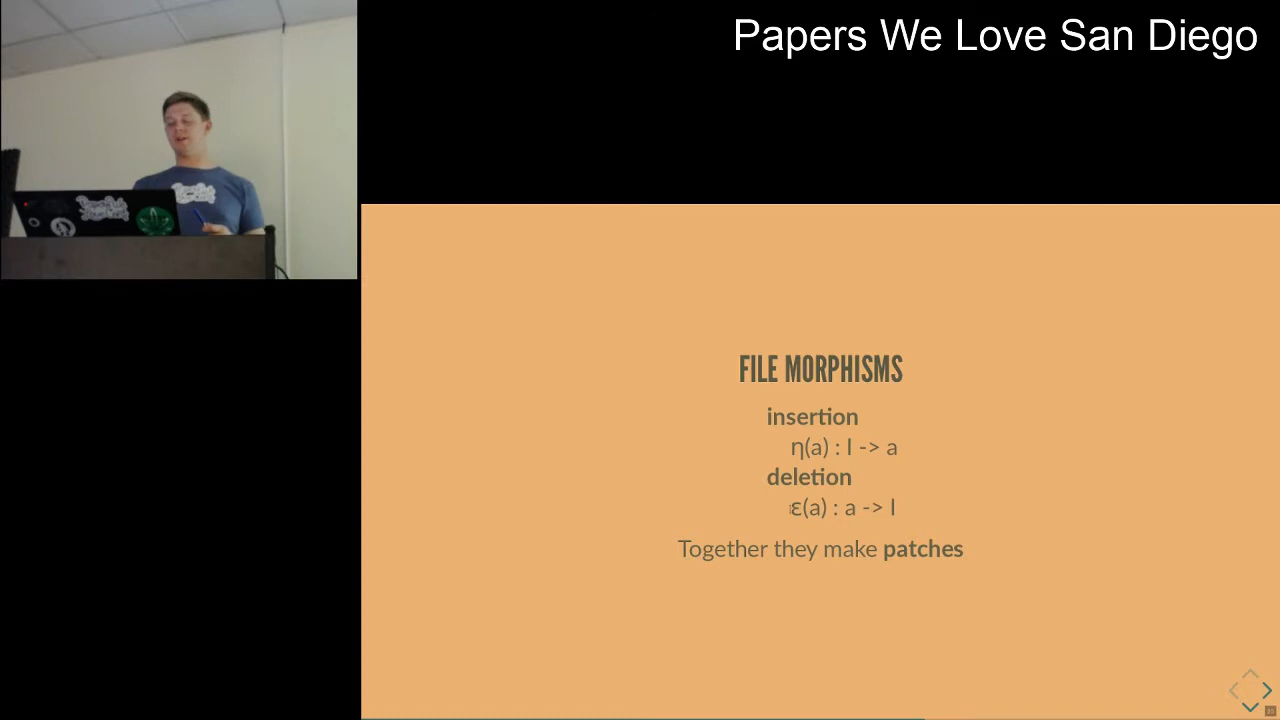 Papers We Love San Diego
FILE MORPHISMS
insertion
η(a) : I -> a
deletion
ε(a) : a -> I
Together they make patches